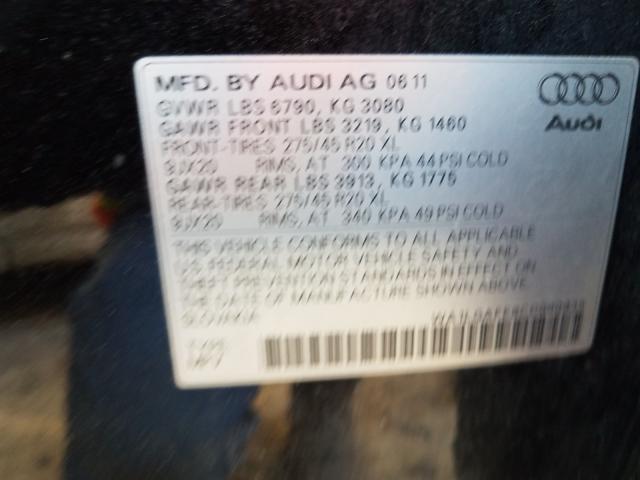 MFD. BY AUDI AG 06 11
GVWR LBS 6790, KG 3080
GAWR FRONT LBS 3219, KG 1460
FRONT-TIRES 275/45 R20 XL
9JX20 RIMS, AT 300 KPA 44 PSI COLD
GAWR REAR LBS 3913, KG 1775
REAR-TIRES 275/45 R20 XL
9JX20 RIMS, AT 340 KPA 49 PSI COLD
THIS VEHICLE CONFORMS TO ALL APPLICABLE
U.S. FEDERAL MOTOR VEHICLE SAFETY AND
THEFT PREVENTION STANDARDS IN EFFECT ON
THE DATE OF MANUFACTURE SHOWN ABOVE.
SLOVAKIA
TYPE
MPV
Audi